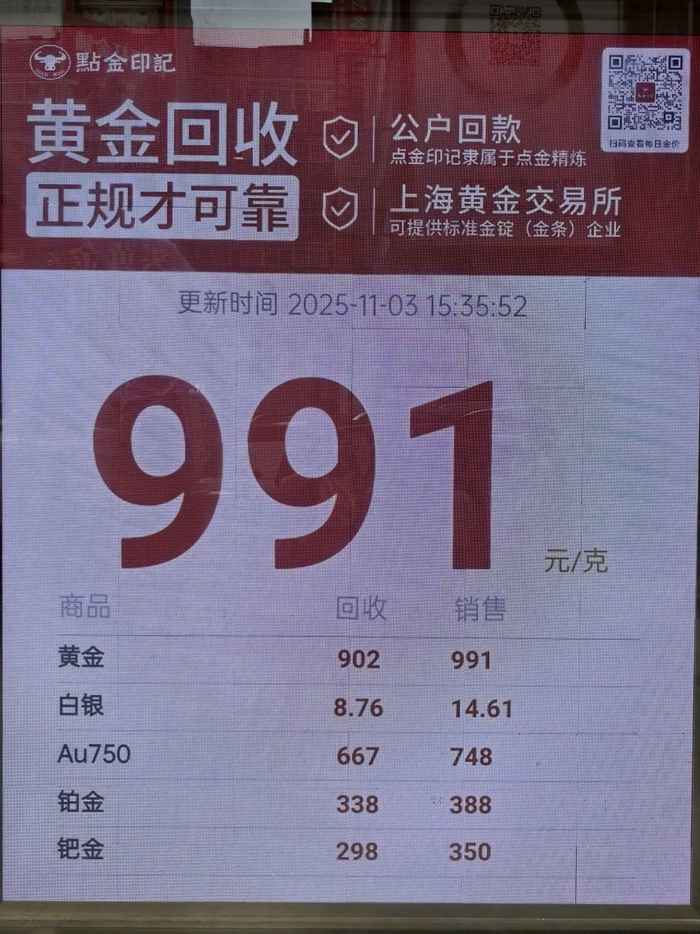 點金印記
黄金回收
正规才可靠
公户回款
点金印记隶属于点金精炼
上海黄金交易所
可提供标准金锭（金条）企业
扫码查看每日金价
更新时间 2025-11-03 15:35:52
991
元/克
商品 回收 销售
黄金 902 991
白银 8.76 14.61
Au750 667 748
铂金 338 388
钯金 298 350